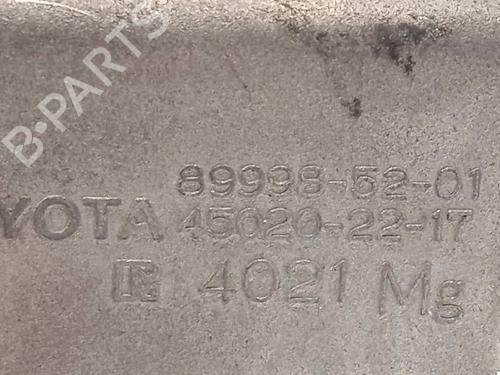 B-PARTS
89998-52-01
YOTA 45020-22-17
R 4021 Mg